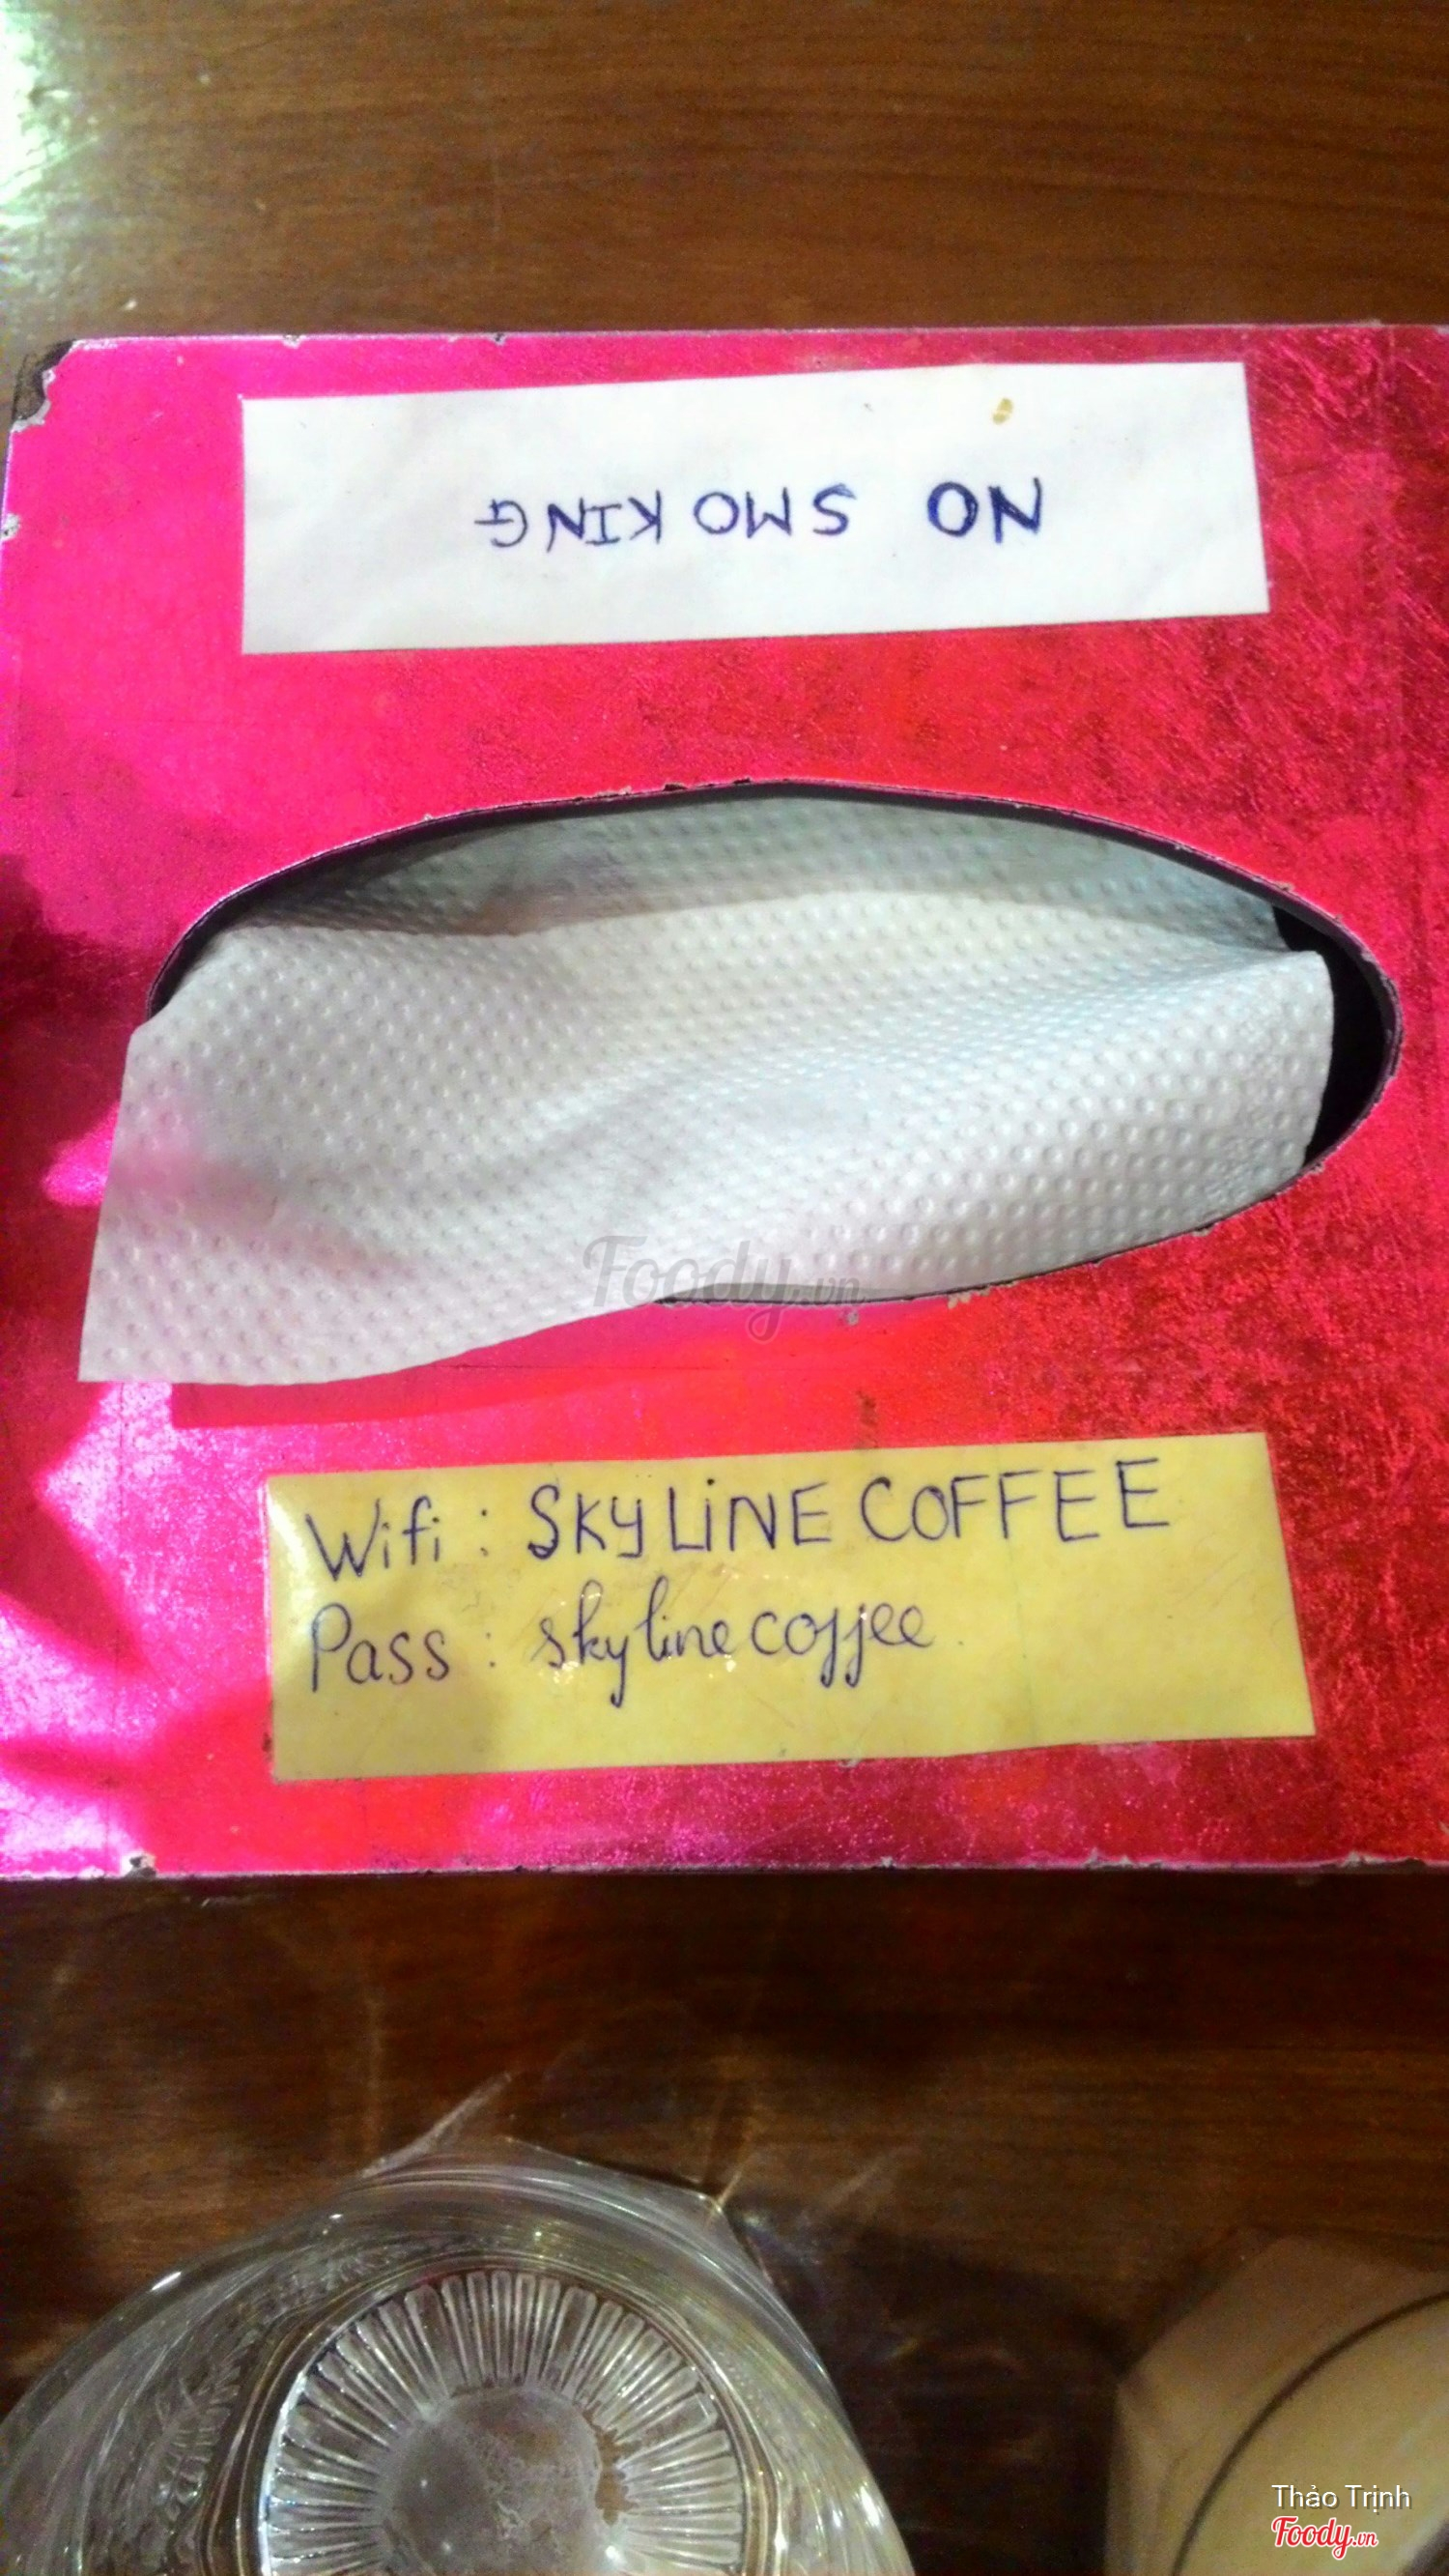 NO SMOKING
Foody.vn
Wifi : SKYLiNE COFFEE
Pass : skylinecoffee
Thảo Trịnh
Foody.vn